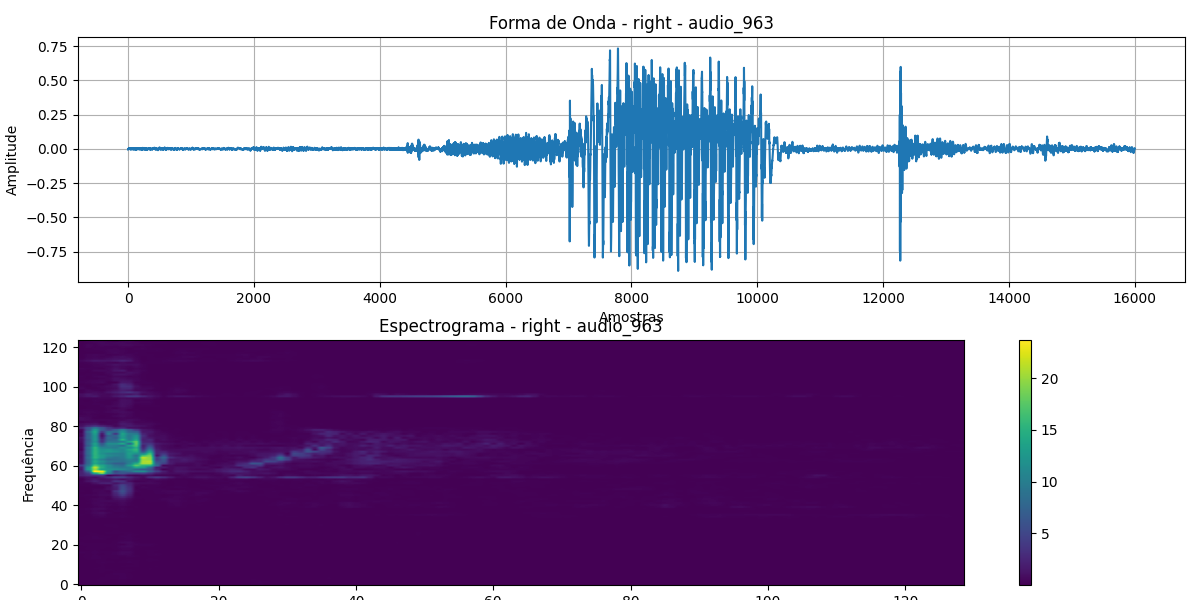 Forma de Onda - right - audio_963
0.75
0.50
0.25
0.00
−0.25
−0.50
−0.75
Amplitude
0 2000 4000 6000 8000 10000 12000 14000 16000
Amostras
Espectrograma - right - audio_963
120
100
80
60
40
20
0
Frequência
0 20 40 60 80 100 120
20
15
10
5